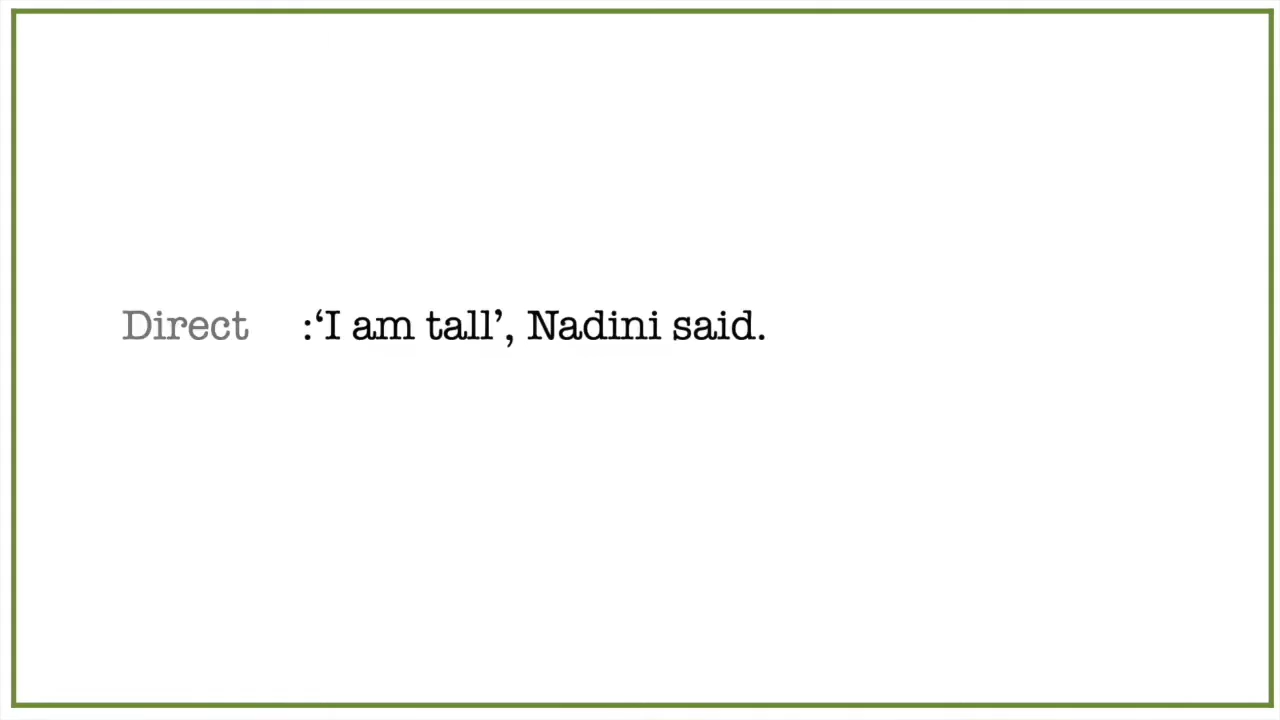 Direct :‘I am tall’, Nadini said.